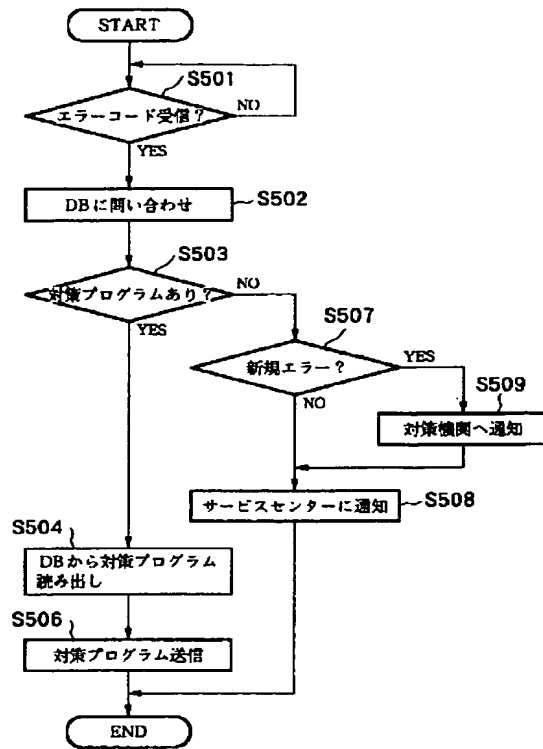 START
S501
エラーコード受信？
NO
YES
DBに問い合わせ
S502
S503
対策プログラムあり？
NO
YES
S507
新規エラー？
YES
NO
S509
対策機関へ通知
サービスセンターに通知
S508
S504
DBから対策プログラム
読み出し
S506
対策プログラム送信
END